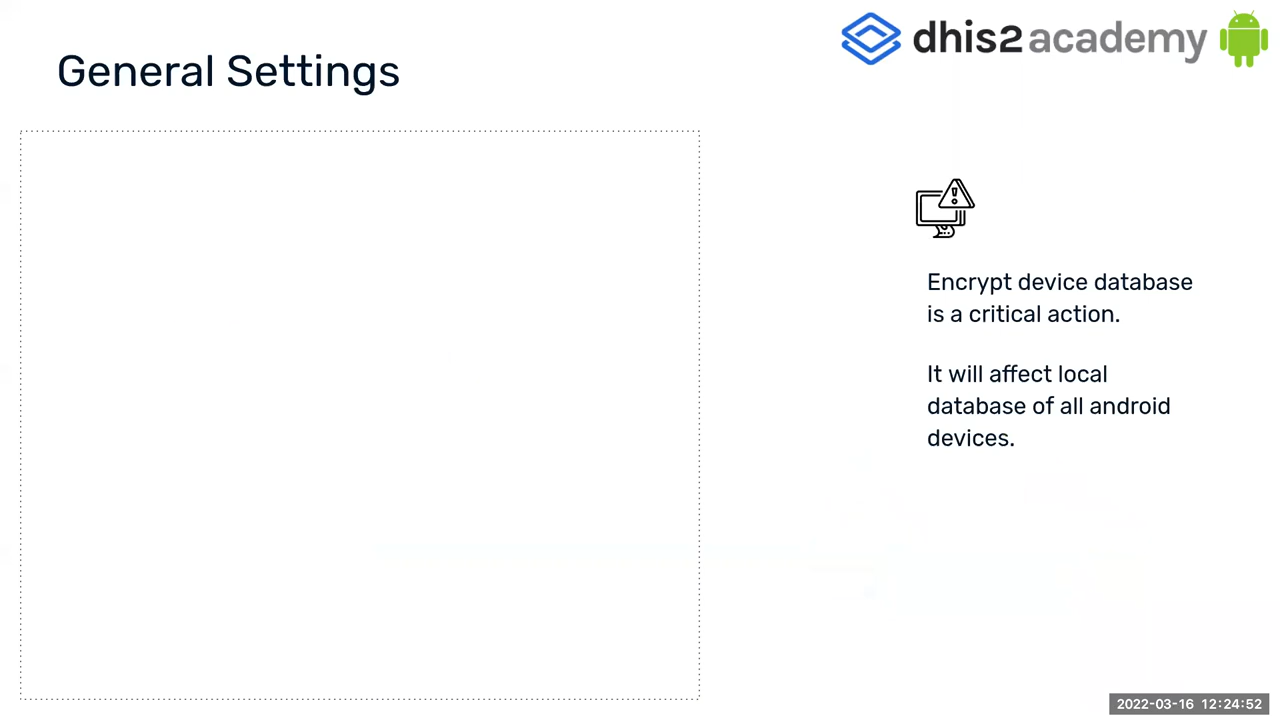 dhis2 academy
General Settings
Encrypt device database
is a critical action.
It will affect local
database of all android
devices.
2022-03-16 12:24:52